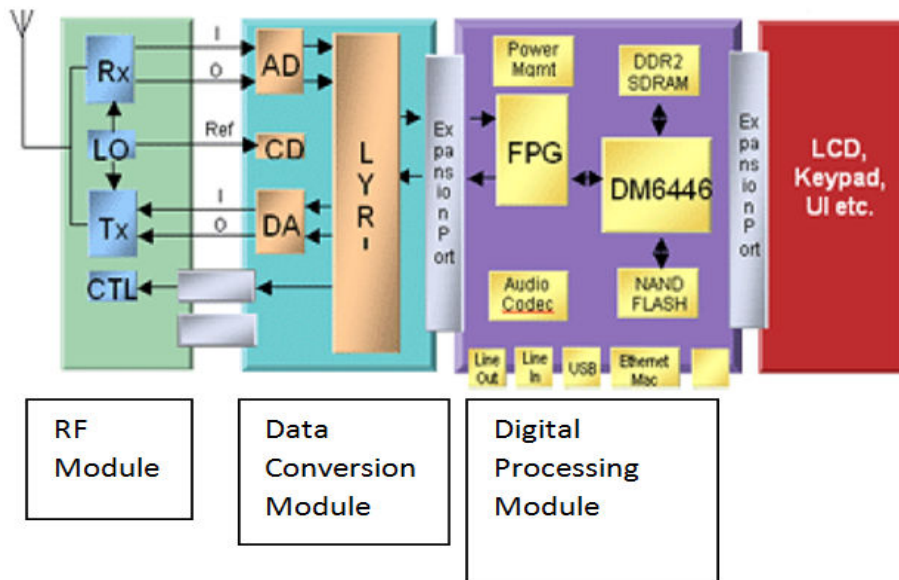 I
Rx
O
AD
Ref
LO
CD
I
Tx
O
DA
CTL
L
Y
R
I
Ex
pa
ns
io
n P
ort
Power
Mgmt
DDR2
SDRAM
FPG
DM6446
Audio
Codec
NAND
FLASH
Line
Out
Line
In
USB
Ethernet
Mac
Ex
pa
ns
io
n P
ort
LCD,
Keypad,
UI etc.
RF
Module
Data
Conversion
Module
Digital
Processing
Module